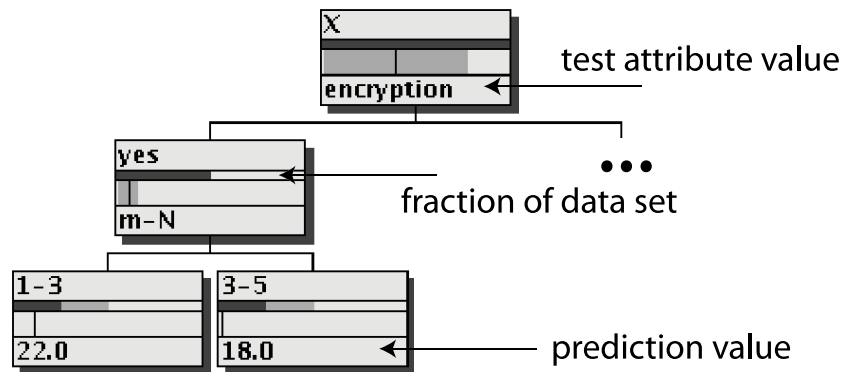 X
test attribute value
encryption
yes
•••
fraction of data set
m-N
1-3
3-5
22.0
18.0
prediction value